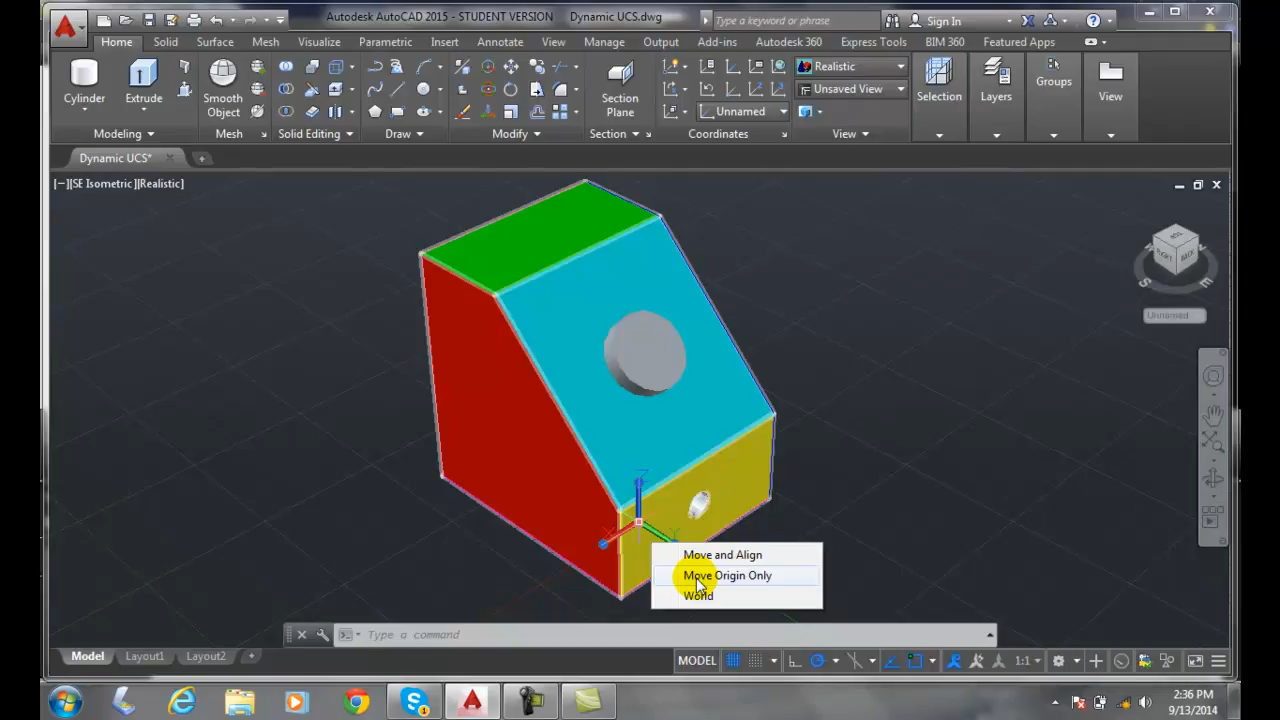 Autodesk AutoCAD 2015 - STUDENT VERSION Dynamic UCS.dwg
Type a keyword or phrase
Sign In
Home Solid Surface Mesh Visualize Parametric Insert Annotate View Manage Output Add-ins Autodesk 360 Express Tools BIM 360 Featured Apps
Cylinder
Extrude
Smooth
Object
Section
Plane
Realistic
Unsaved View
Unnamed
Selection
Layers
Groups
View
Modeling Mesh Solid Editing Draw Modify Section Coordinates View
Dynamic UCS*
[−][SE Isometric][Realistic]
S
E
Unnamed
Z
X
Y
Move and Align
Move Origin Only
World
Type a command
Model Layout1 Layout2
MODEL
1:1
2:36 PM
9/13/2014